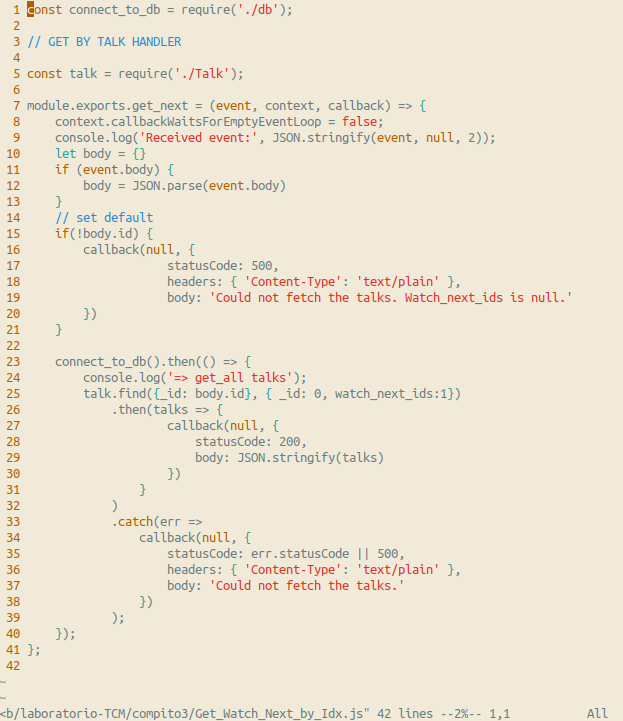 1 const connect_to_db = require('./db');
2
3 // GET BY TALK HANDLER
4
5 const talk = require('./Talk');
6
7 module.exports.get_next = (event, context, callback) => {
8     context.callbackWaitsForEmptyEventLoop = false;
9     console.log('Received event:', JSON.stringify(event, null, 2));
10     let body = {}
11     if (event.body) {
12         body = JSON.parse(event.body)
13     }
14     // set default
15     if(!body.id) {
16         callback(null, {
17                     statusCode: 500,
18                     headers: { 'Content-Type': 'text/plain' },
19                     body: 'Could not fetch the talks. Watch_next_ids is null.'
20         })
21     }
22
23     connect_to_db().then(() => {
24         console.log('=> get_all talks');
25         talk.find({_id: body.id}, { _id: 0, watch_next_ids:1})
26             .then(talks => {
27                     callback(null, {
28                         statusCode: 200,
29                         body: JSON.stringify(talks)
30                     })
31                 }
32             )
33             .catch(err =>
34                 callback(null, {
35                     statusCode: err.statusCode || 500,
36                     headers: { 'Content-Type': 'text/plain' },
37                     body: 'Could not fetch the talks.'
38                 })
39             );
40     });
41 };
42
~
~
<b/laboratorio-TCM/compito3/Get_Watch_Next_by_Idx.js" 42 lines --2%-- 1,1 All